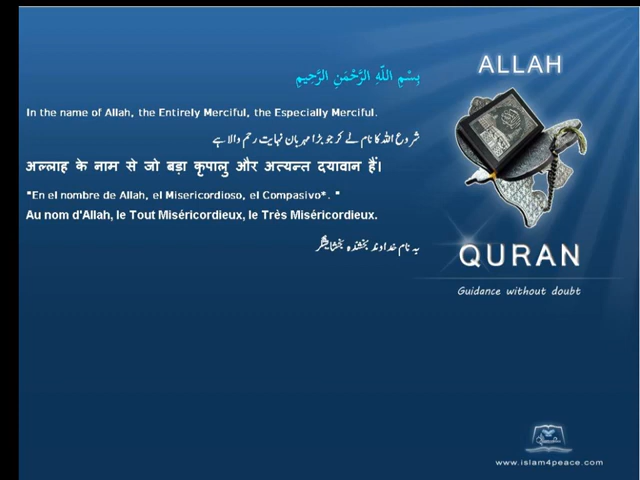 بِسْمِ اللَّهِ الرَّحْمَنِ الرَّحِيمِ
In the name of Allah, the Entirely Merciful, the Especially Merciful.
شروع اللہ کا نام لے کر جو بڑا مہربان نہایت رحم والا ہے
अल्लाह के नाम से जो बड़ा कृपालु और अत्यन्त दयावान हैं।
"En el nombre de Allah, el Misericordioso, el Compasivo*. "
Au nom d'Allah, le Tout Miséricordieux, le Très Miséricordieux.
به نام خداوند بخشنده بخشایشگر
ALLAH
QURAN
Guidance without doubt
www.islam4peace.com